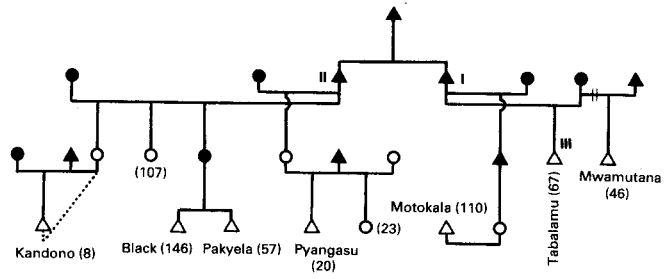 II
I
III
(107)
Kandono (8)
Black (146)
Pakyela (57)
Pyangasu
(20)
(23)
Motokala (110)
Tabalamu (67)
Mwamutana
(46)